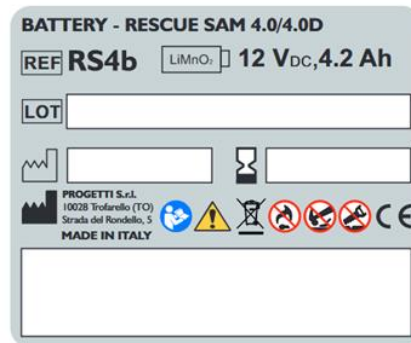 BATTERY - RESCUE SAM 4.0/4.0D
REF RS4b LiMnO₂ 12 VDC,4.2 Ah
LOT
PROGETTI S.r.l.
10028 Trofarello (TO)
Strada del Rondello, 5
MADE IN ITALY
CE